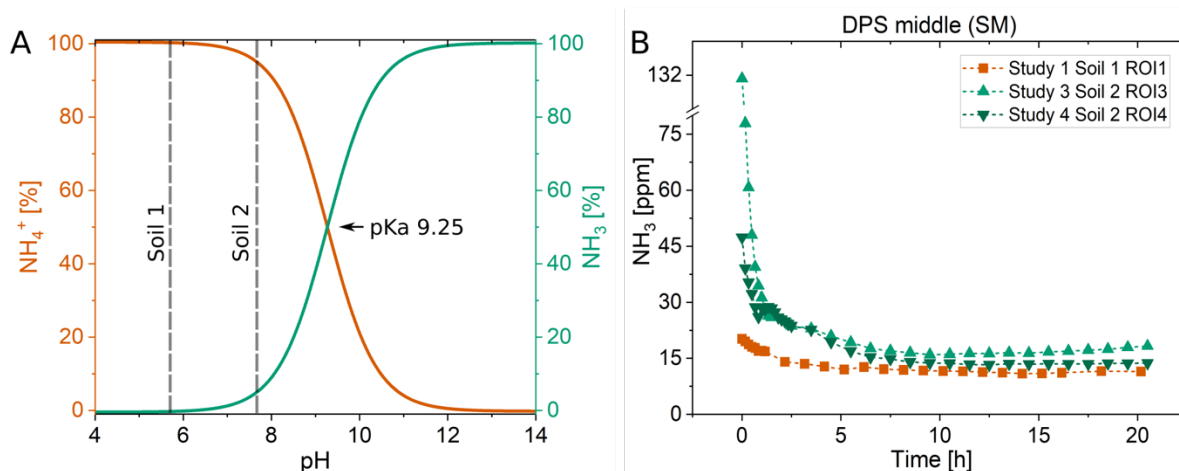 A
100
80
60
40
20
0
NH₄⁺ [%]
Soil 1
Soil 2
pKa 9.25
100
80
60
40
20
0
NH₃ [%]
4
6
8
10
12
14
pH
B
DPS middle (SM)
132
75
60
45
30
15
0
NH₃ [ppm]
Study 1 Soil 1 ROI1
Study 3 Soil 2 ROI3
Study 4 Soil 2 ROI4
0
5
10
15
20
Time [h]